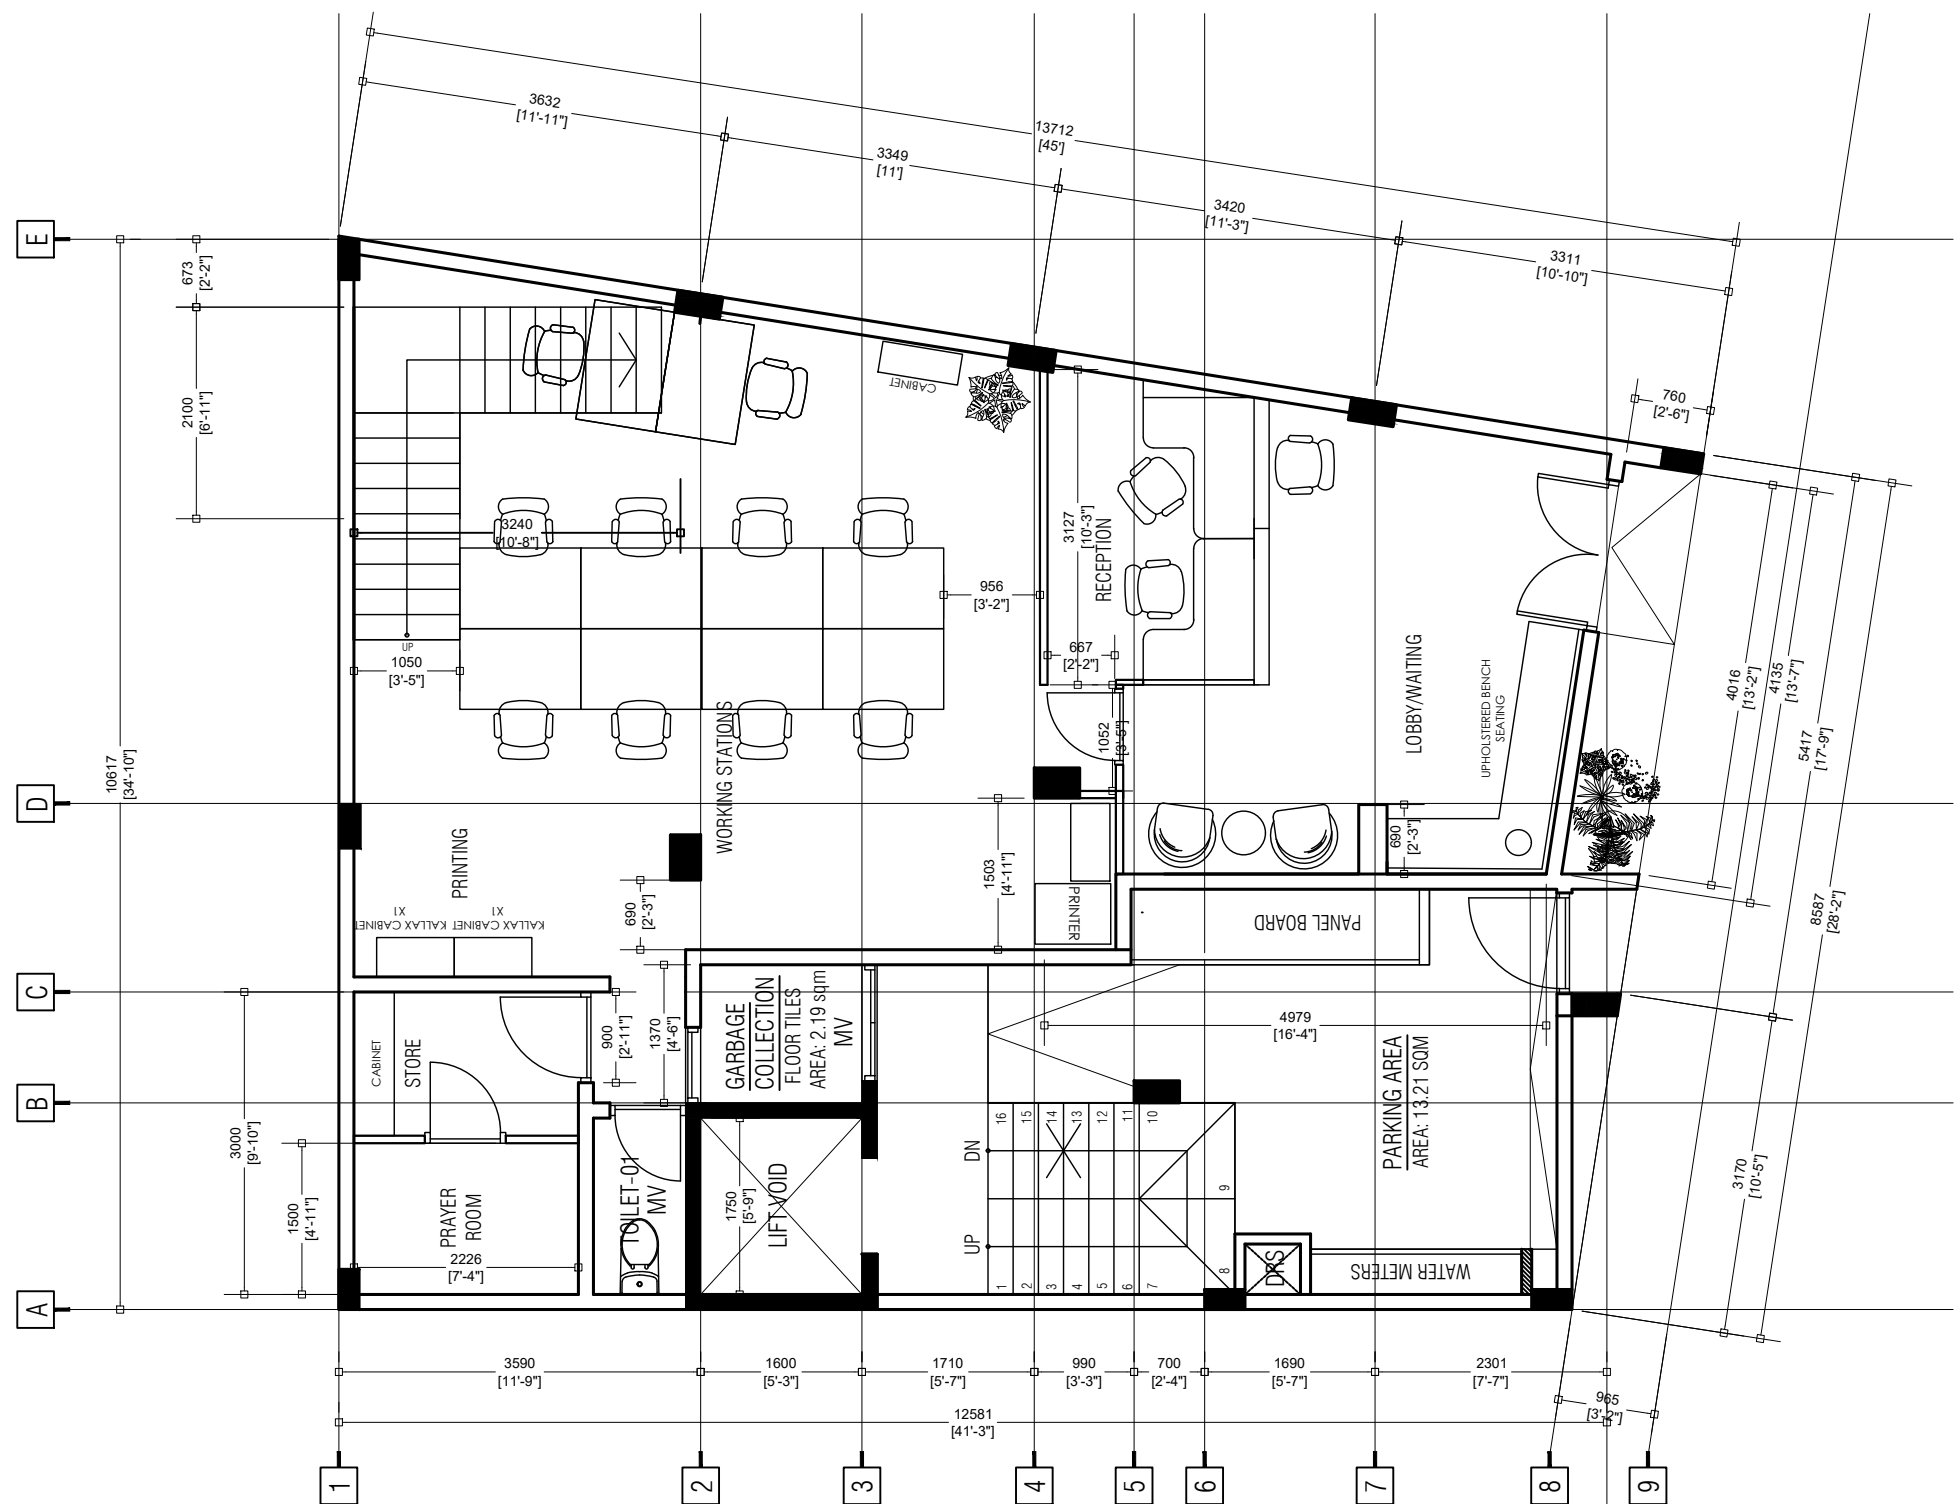 3632
[11'-11"]
13712
[45']
3349
[11']
3420
[11'-3"]
3311
[10'-10"]
E
673
[2'-2"]
2100
[6'-11"]
CABINET
760
[2'-6"]
3240
[10'-8"]
3127
[10'-3"]
RECEPTION
956
[3'-2"]
UP
1050
[3'-5"]
667
[2'-2"]
LOBBY/WAITING
UPHOLSTERED BENCH
SEATING
4016
[13'-2"]
4135
[13'-7"]
5417
[17'-9"]
8587
[28'-2"]
1052
[3'-5"]
WORKING STATIONS
10617
[34'-10"]
D
PRINTING
690
[2'-3"]
1503
[4'-11"]
690
[2'-3"]
KALLAX CABINET
X1
KALLAX CABINET
X1
PRINTER
PANEL BOARD
C
CABINET
STORE
900
[2'-11"]
1370
[4'-6"]
GARBAGE
COLLECTION
FLOOR TILES
AREA: 2.19 sqm
MV
4979
[16'-4"]
PARKING AREA
AREA: 13.21 SQM
B
3000
[9'-10"]
1500
[4'-11"]
PRAYER
ROOM
2226
[7'-4"]
TOILET-01
MV
1750
[5'-9"]
LIFT VOID
DN
UP
16
15
14
13
12
11
10
9
8
1
2
3
4
5
6
7
DRS
WATER METERS
3170
[10'-5"]
A
3590
[11'-9"]
1600
[5'-3"]
1710
[5'-7"]
990
[3'-3"]
700
[2'-4"]
1690
[5'-7"]
2301
[7'-7"]
965
[3'-2"]
12581
[41'-3"]
1
2
3
4
5
6
7
8
9